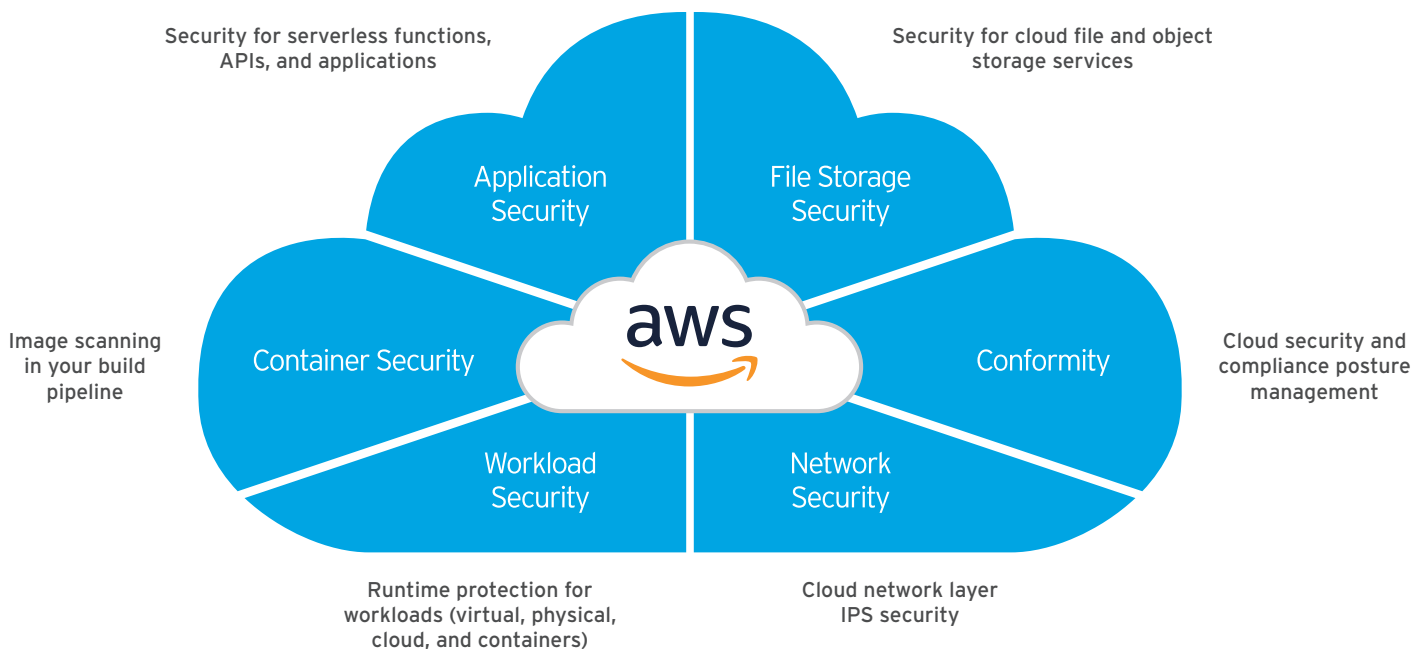 Security for serverless functions,
APIs, and applications
Security for cloud file and object
storage services
Application
Security
File Storage
Security
aws
Image scanning
in your build
pipeline
Container Security
Conformity
Cloud security and
compliance posture
management
Workload
Security
Network
Security
Runtime protection for
workloads (virtual, physical,
cloud, and containers)
Cloud network layer
IPS security